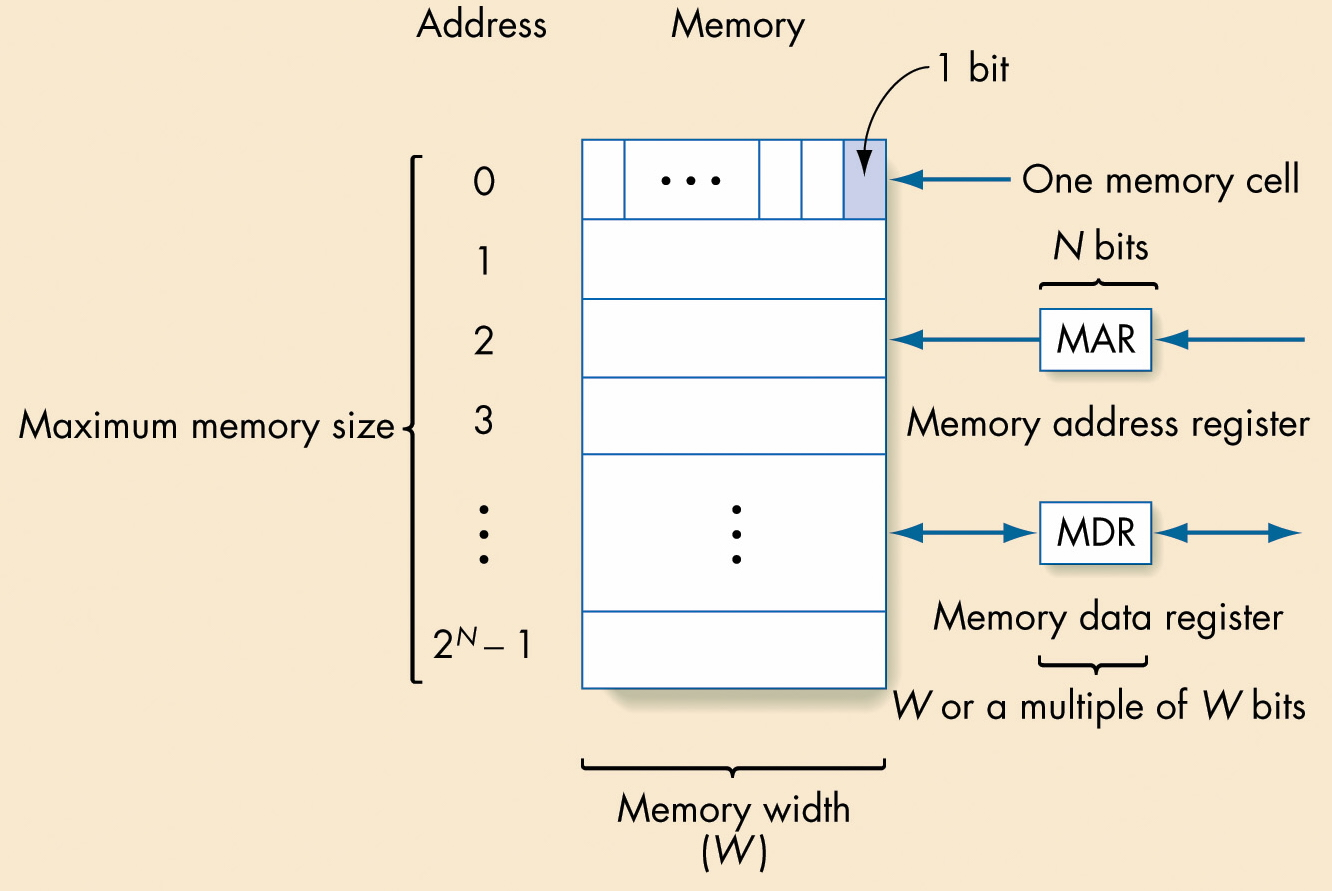 Address Memory
1 bit
0 • • • One memory cell
1 N bits
2 MAR
Maximum memory size 3 Memory address register
MDR
2ᴺ – 1 Memory data register
W or a multiple of W bits
Memory width
(W)